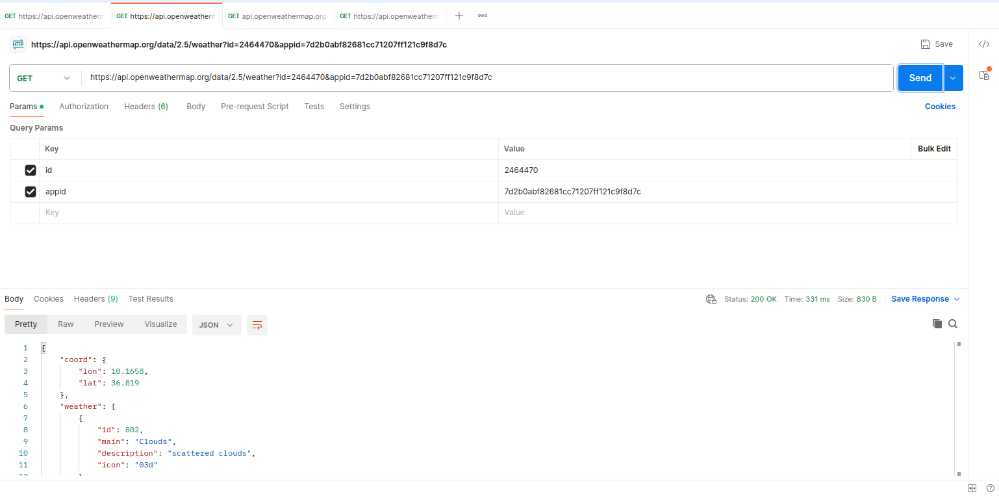 GET https://api.openweatherm GET https://api.openweatherm GET api.openweathermap.org GET https://api.openweatherm
HTTP https://api.openweathermap.org/data/2.5/weather?id=2464470&appid=7d2b0abf82681cc71207ff121c9f8d7c Save </>
GET https://api.openweathermap.org/data/2.5/weather?id=2464470&appid=7d2b0abf82681cc71207ff121c9f8d7c Send
Params Authorization Headers (6) Body Pre-request Script Tests Settings Cookies
Query Params
Key Value Bulk Edit
id 2464470
appid 7d2b0abf82681cc71207ff121c9f8d7c
Key Value
Body Cookies Headers (9) Test Results Status: 200 OK Time: 331 ms Size: 830 B Save Response
Pretty Raw Preview Visualize JSON
1 {
2 "coord": {
3 "lon": 10.1658,
4 "lat": 36.819
5 },
6 "weather": [
7 {
8 "id": 802,
9 "main": "Clouds",
10 "description": "scattered clouds",
11 "icon": "03d"